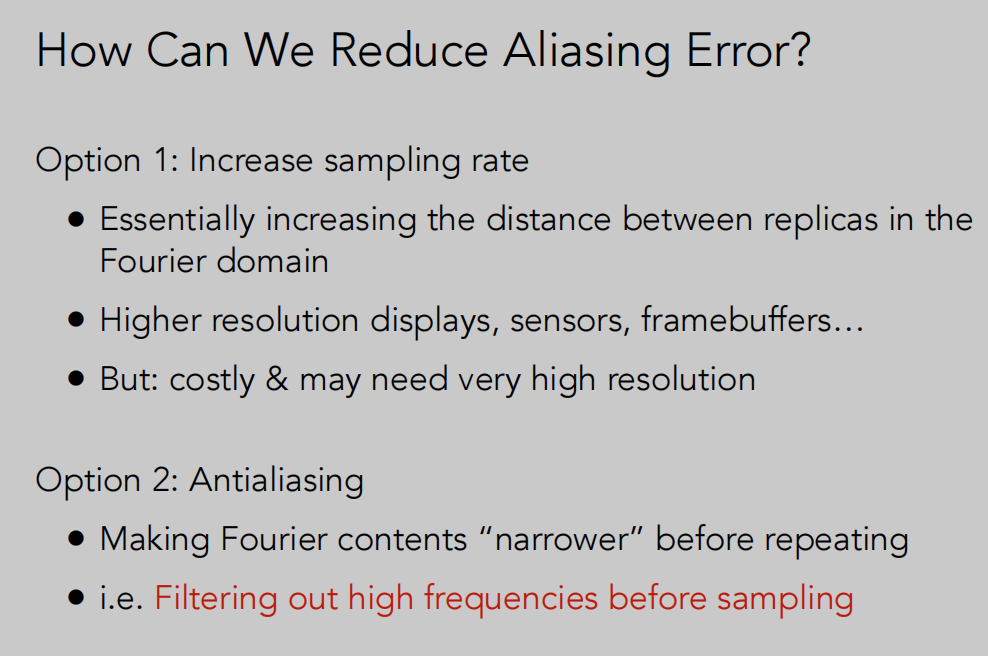 How Can We Reduce Aliasing Error?
Option 1: Increase sampling rate
● Essentially increasing the distance between replicas in the
Fourier domain
● Higher resolution displays, sensors, framebuffers…
● But: costly & may need very high resolution
Option 2: Antialiasing
● Making Fourier contents “narrower” before repeating
● i.e. Filtering out high frequencies before sampling